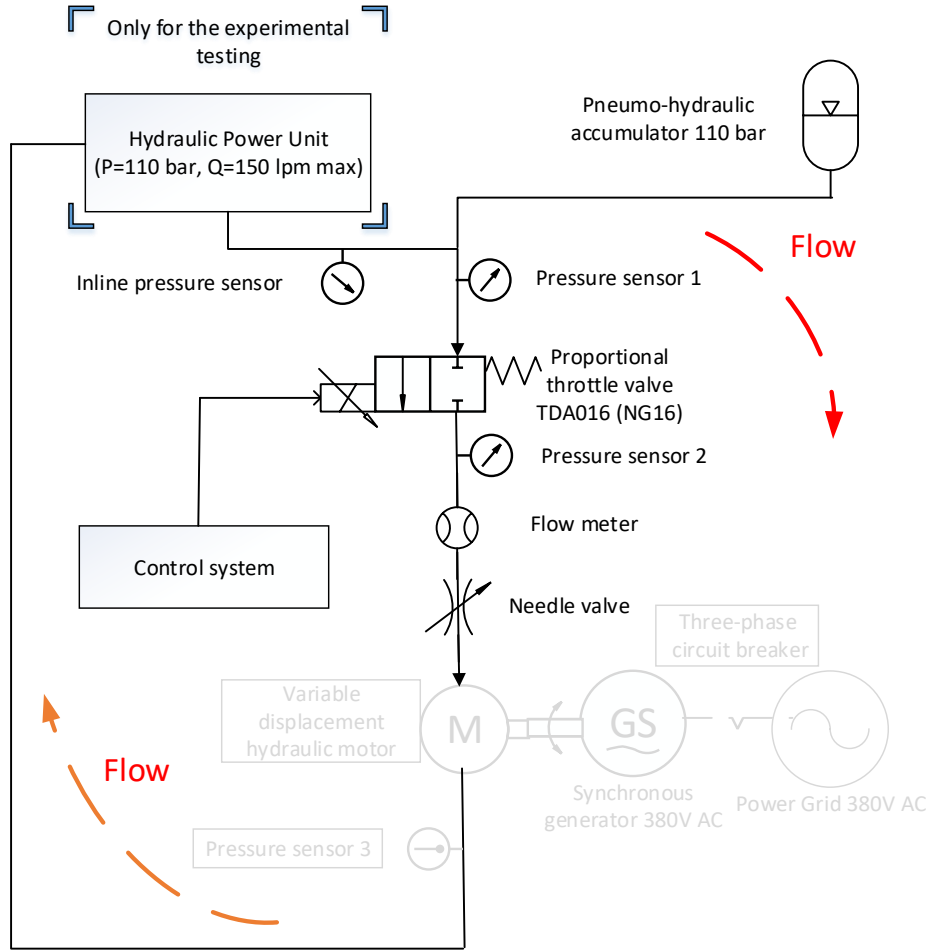 Only for the experimental
testing
Hydraulic Power Unit
(P=110 bar, Q=150 lpm max)
Pneumo-hydraulic
accumulator 110 bar
Flow
Inline pressure sensor
Pressure sensor 1
Proportional
throttle valve
TDA016 (NG16)
Pressure sensor 2
Flow meter
Control system
Needle valve
Three-phase
circuit breaker
Variable
displacement
hydraulic motor
M
GS
Flow
Synchronous
generator 380V AC
Power Grid 380V AC
Pressure sensor 3